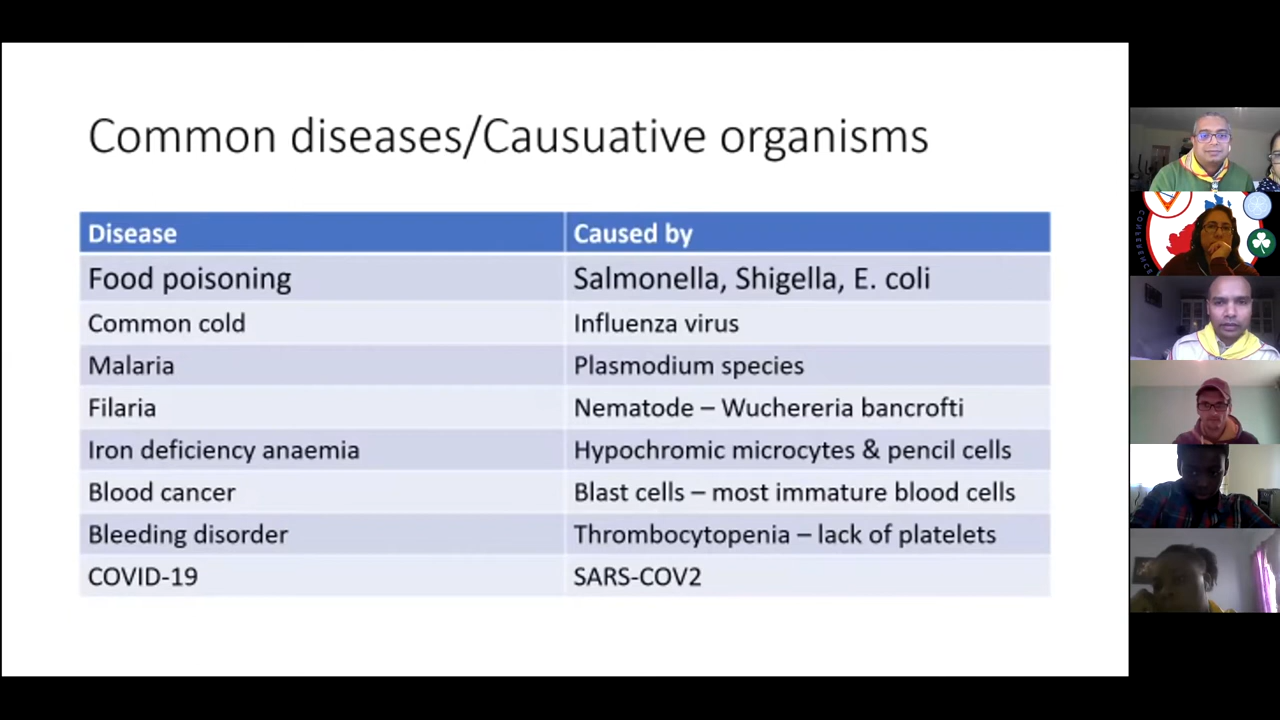 Common diseases/Causuative organisms
Disease Caused by
Food poisoning Salmonella, Shigella, E. coli
Common cold Influenza virus
Malaria Plasmodium species
Filaria Nematode – Wuchereria bancrofti
Iron deficiency anaemia Hypochromic microcytes & pencil cells
Blood cancer Blast cells – most immature blood cells
Bleeding disorder Thrombocytopenia – lack of platelets
COVID-19 SARS-COV2
CONFERENCE